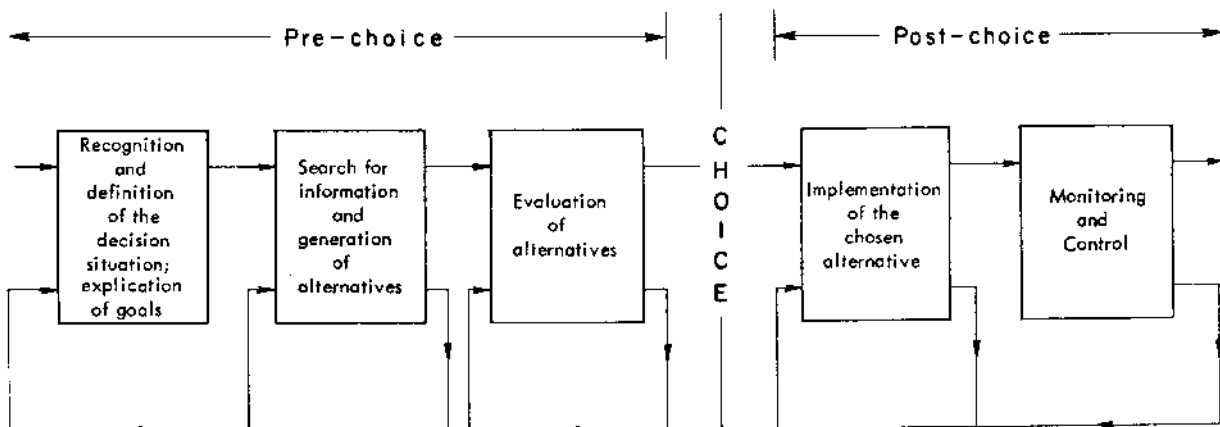 Pre-choice
Post-choice
Recognition
and
definition
of the
decision
situation;
explication
of goals
Search for
information
and
generation
of
alternatives
Evaluation
of
alternatives
CHOICE
Implementation
of the
chosen
alternative
Monitoring
and
Control